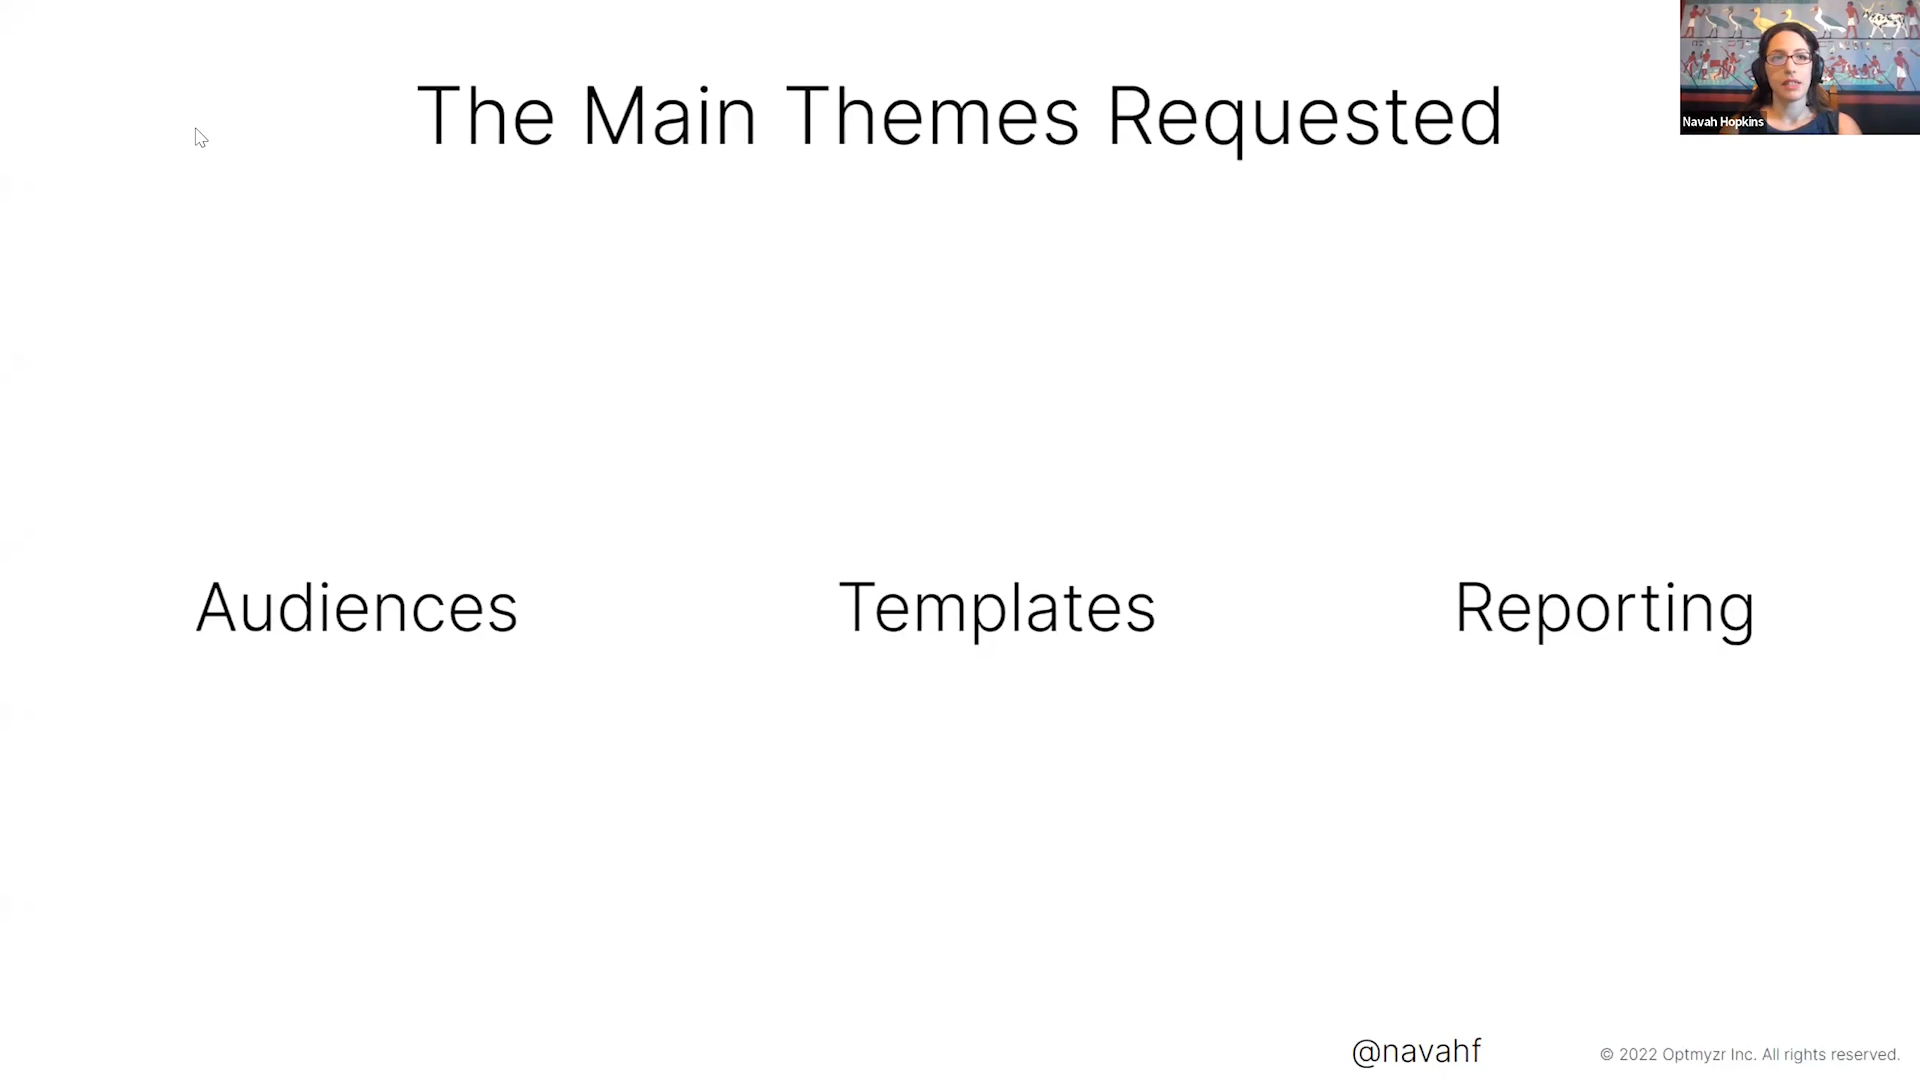 The Main Themes Requested
Navah Hopkins
Audiences
Templates
Reporting
@navahf
© 2022 Optmyzr Inc. All rights reserved.